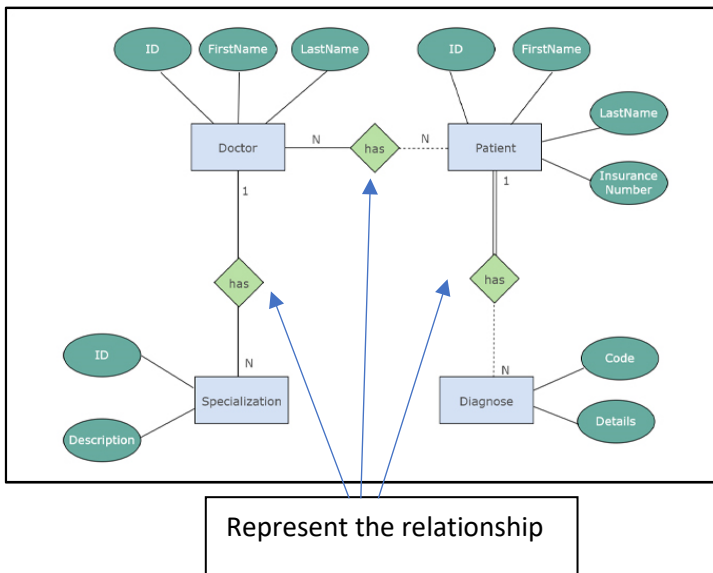 ID
FirstName
LastName
ID
FirstName
LastName
Doctor
N
has
N
Patient
Insurance
Number
1
1
has
has
ID
N
Specialization
Description
N
Diagnose
Code
Details
Represent the relationship